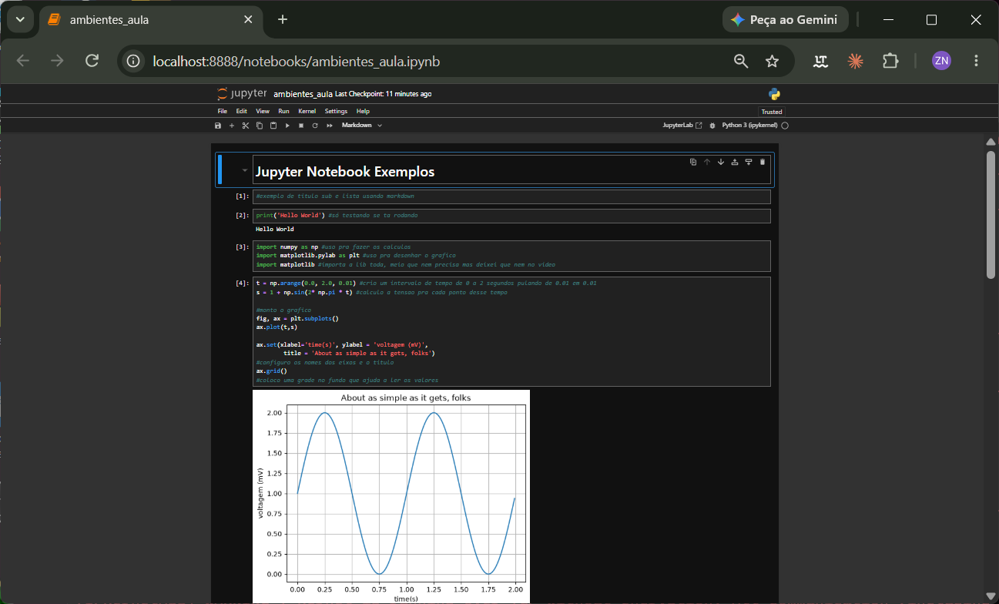 ambientes_aula
Peça ao Gemini
localhost:8888/notebooks/ambientes_aula.ipynb
LT
ZN
jupyter ambientes_aula Last Checkpoint: 11 minutes ago
File Edit View Run Kernel Settings Help
Trusted
Markdown
JupyterLab
Python 3 (ipykernel)
Jupyter Notebook Exemplos
[1]: #exemplo de titulo sub e lista usando markdown
[2]: print('Hello World') #só testando se ta rodando
Hello World
[3]: import numpy as np #uso pra fazer os calculos
import matplotlib.pylab as plt #uso pra desenhar o grafico
import matplotlib #importa a lib toda, meio que nem precisa mas deixei que nem no video
[4]: t = np.arange(0.0, 2.0, 0.01) #crio um intervalo de tempo de 0 a 2 segundos pulando de 0.01 em 0.01
s = 1 + np.sin(2* np.pi * t) #calculo a tensao pra cada ponto desse tempo
#monto o grafico
fig, ax = plt.subplots()
ax.plot(t,s)
ax.set(xlabel='time(s)', ylabel = 'voltagem (mV)',
title = 'About as simple as it gets, folks')
#configuro os nomes dos eixos e o titulo
ax.grid()
#coloco uma grade no fundo que ajuda a ler os valores
About as simple as it gets, folks
2.00
1.75
1.50
1.25
1.00
0.75
0.50
0.25
0.00
voltagem (mV)
0.00 0.25 0.50 0.75 1.00 1.25 1.50 1.75 2.00
time(s)